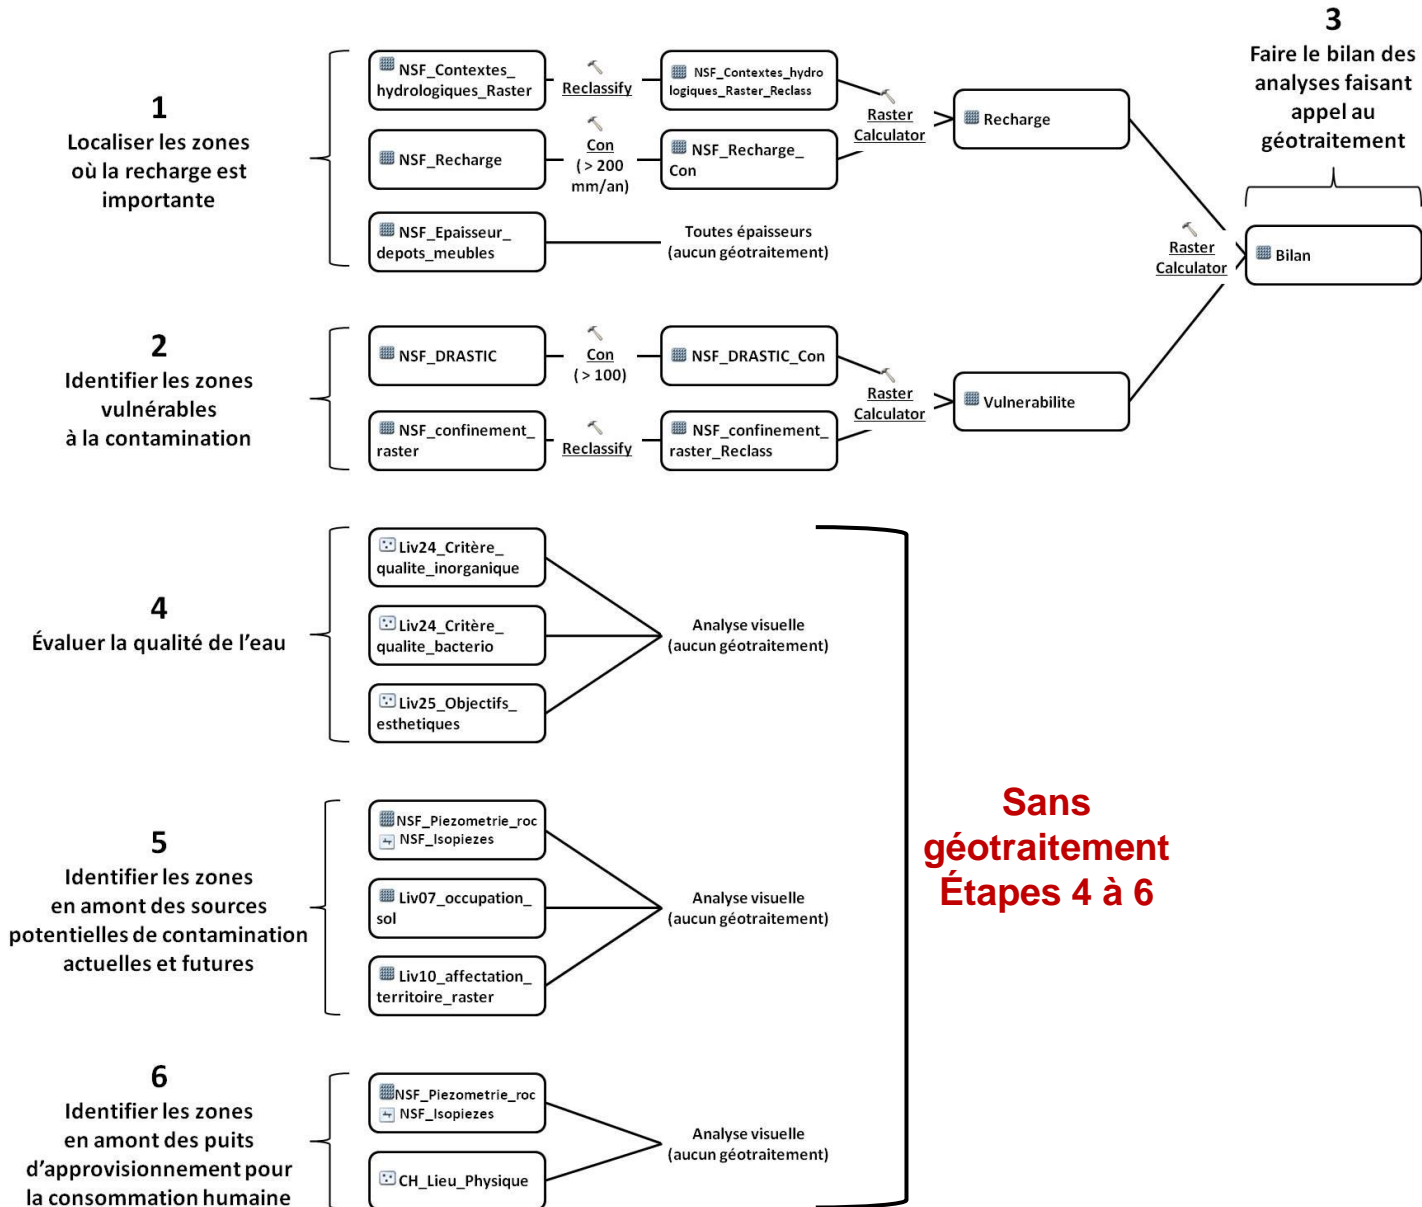 1
Localiser les zones
où la recharge est
importante
NSF_Contextes_
hydrologiques_Raster
Reclassify
NSF_Contextes_hydro
logiques_Raster_Reclass
NSF_Recharge
Con
( > 200
mm/an)
NSF_Recharge_
Con
Raster
Calculator
Recharge
NSF_Epaisseur_
depots_meubles
Toutes épaisseurs
(aucun géotraitement)
2
Identifier les zones
vulnérables
à la contamination
NSF_DRASTIC
Con
( > 100)
NSF_DRASTIC_Con
NSF_confinement_
raster
Reclassify
NSF_confinement_
raster_Reclass
Raster
Calculator
Vulnerabilite
Raster
Calculator
3
Faire le bilan des
analyses faisant
appel au
géotraitement
Bilan
4
Évaluer la qualité de l’eau
Liv24_Critère_
qualite_inorganique
Liv24_Critère_
qualite_bacterio
Liv25_Objectifs_
esthetiques
Analyse visuelle
(aucun géotraitement)
5
Identifier les zones
en amont des sources
potentielles de contamination
actuelles et futures
NSF_Piezometrie_roc
NSF_Isopiezes
Liv07_occupation_
sol
Liv10_affectation_
territoire_raster
Analyse visuelle
(aucun géotraitement)
6
Identifier les zones
en amont des puits
d’approvisionnement pour
la consommation humaine
NSF_Piezometrie_roc
NSF_Isopiezes
CH_Lieu_Physique
Analyse visuelle
(aucun géotraitement)
Sans
géotraitement
Étapes 4 à 6